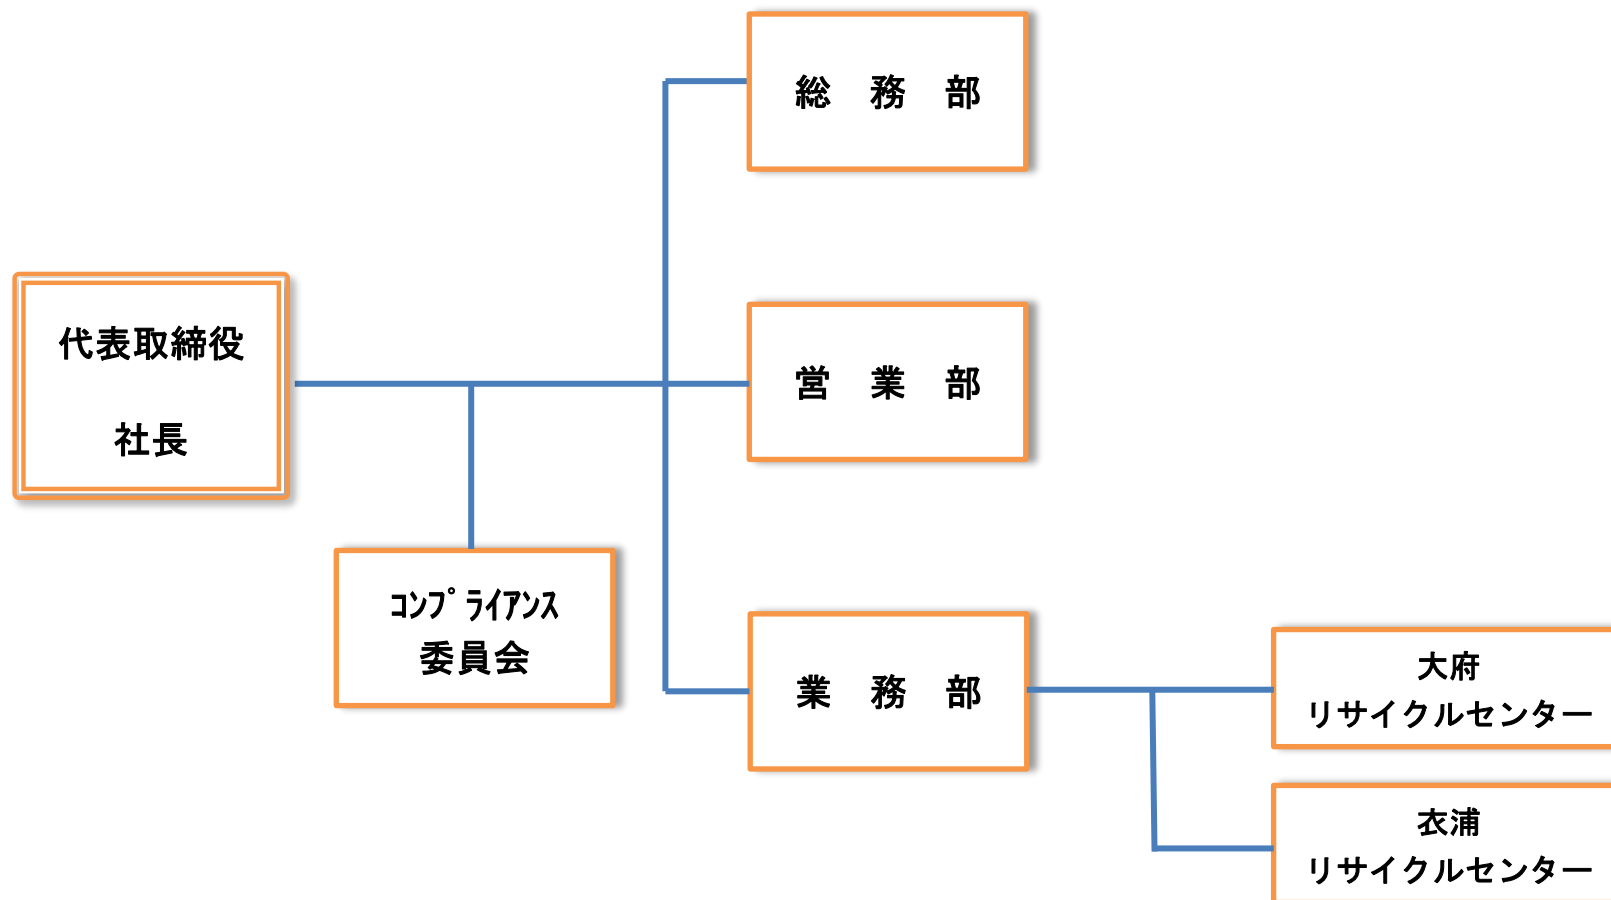 総　務　部
代表取締役
社長
営　業　部
ｺﾝﾌﾟﾗｲｱﾝｽ
委員会
業　務　部
大府
リサイクルセンター
衣浦
リサイクルセンター